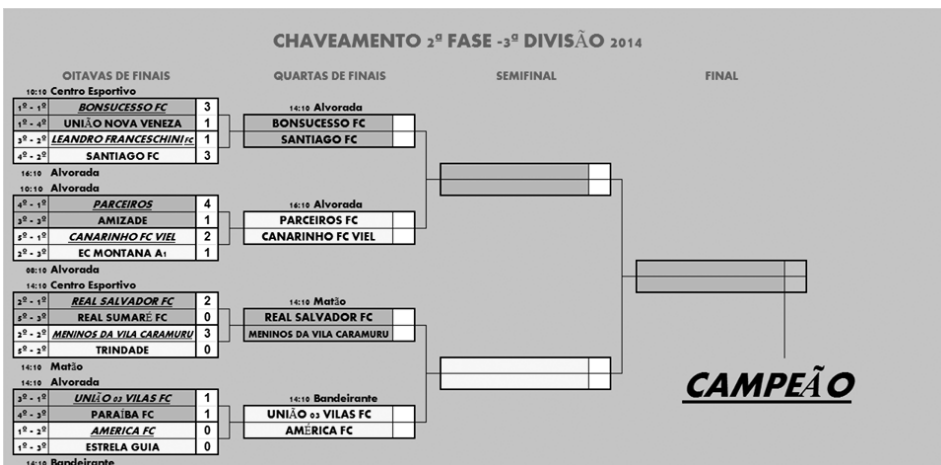 CHAVEAMENTO 2ª FASE -3ª DIVISÃO 2014
OITAVAS DE FINAIS QUARTAS DE FINAIS SEMIFINAL FINAL
10:10 Centro Esportivo
1º - 1º BONSUCESSO FC 3
1º - 4º UNIÃO NOVA VENEZA 1
3º - 2º LEANDRO FRANCESCHINI FC 1
4º - 2º SANTIAGO FC 3
16:10 Alvorada
14:10 Alvorada
BONSUCESSO FC
SANTIAGO FC
10:10 Alvorada
4º - 1º PARCEIROS 4
3º - 3º AMIZADE 1
5º - 1º CANARINHO FC VIEL 2
2º - 3º EC MONTANA A1 1
08:10 Alvorada
16:10 Alvorada
PARCEIROS FC
CANARINHO FC VIEL
14:10 Centro Esportivo
2º - 1º REAL SALVADOR FC 2
5º - 3º REAL SUMARÉ FC 0
2º - 2º MENINOS DA VILA CARAMURU 3
5º - 2º TRINDADE 0
14:10 Matão
14:10 Matão
REAL SALVADOR FC
MENINOS DA VILA CARAMURU
14:10 Alvorada
3º - 1º UNIÃO 03 VILAS FC 1
4º - 3º PARAÍBA FC 1
1º - 2º AMERICA FC 0
1º - 3º ESTRELA GUIA 0
14:10 Bandeirante
14:10 Bandeirante
UNIÃO 03 VILAS FC
AMÉRICA FC
CAMPEÃO